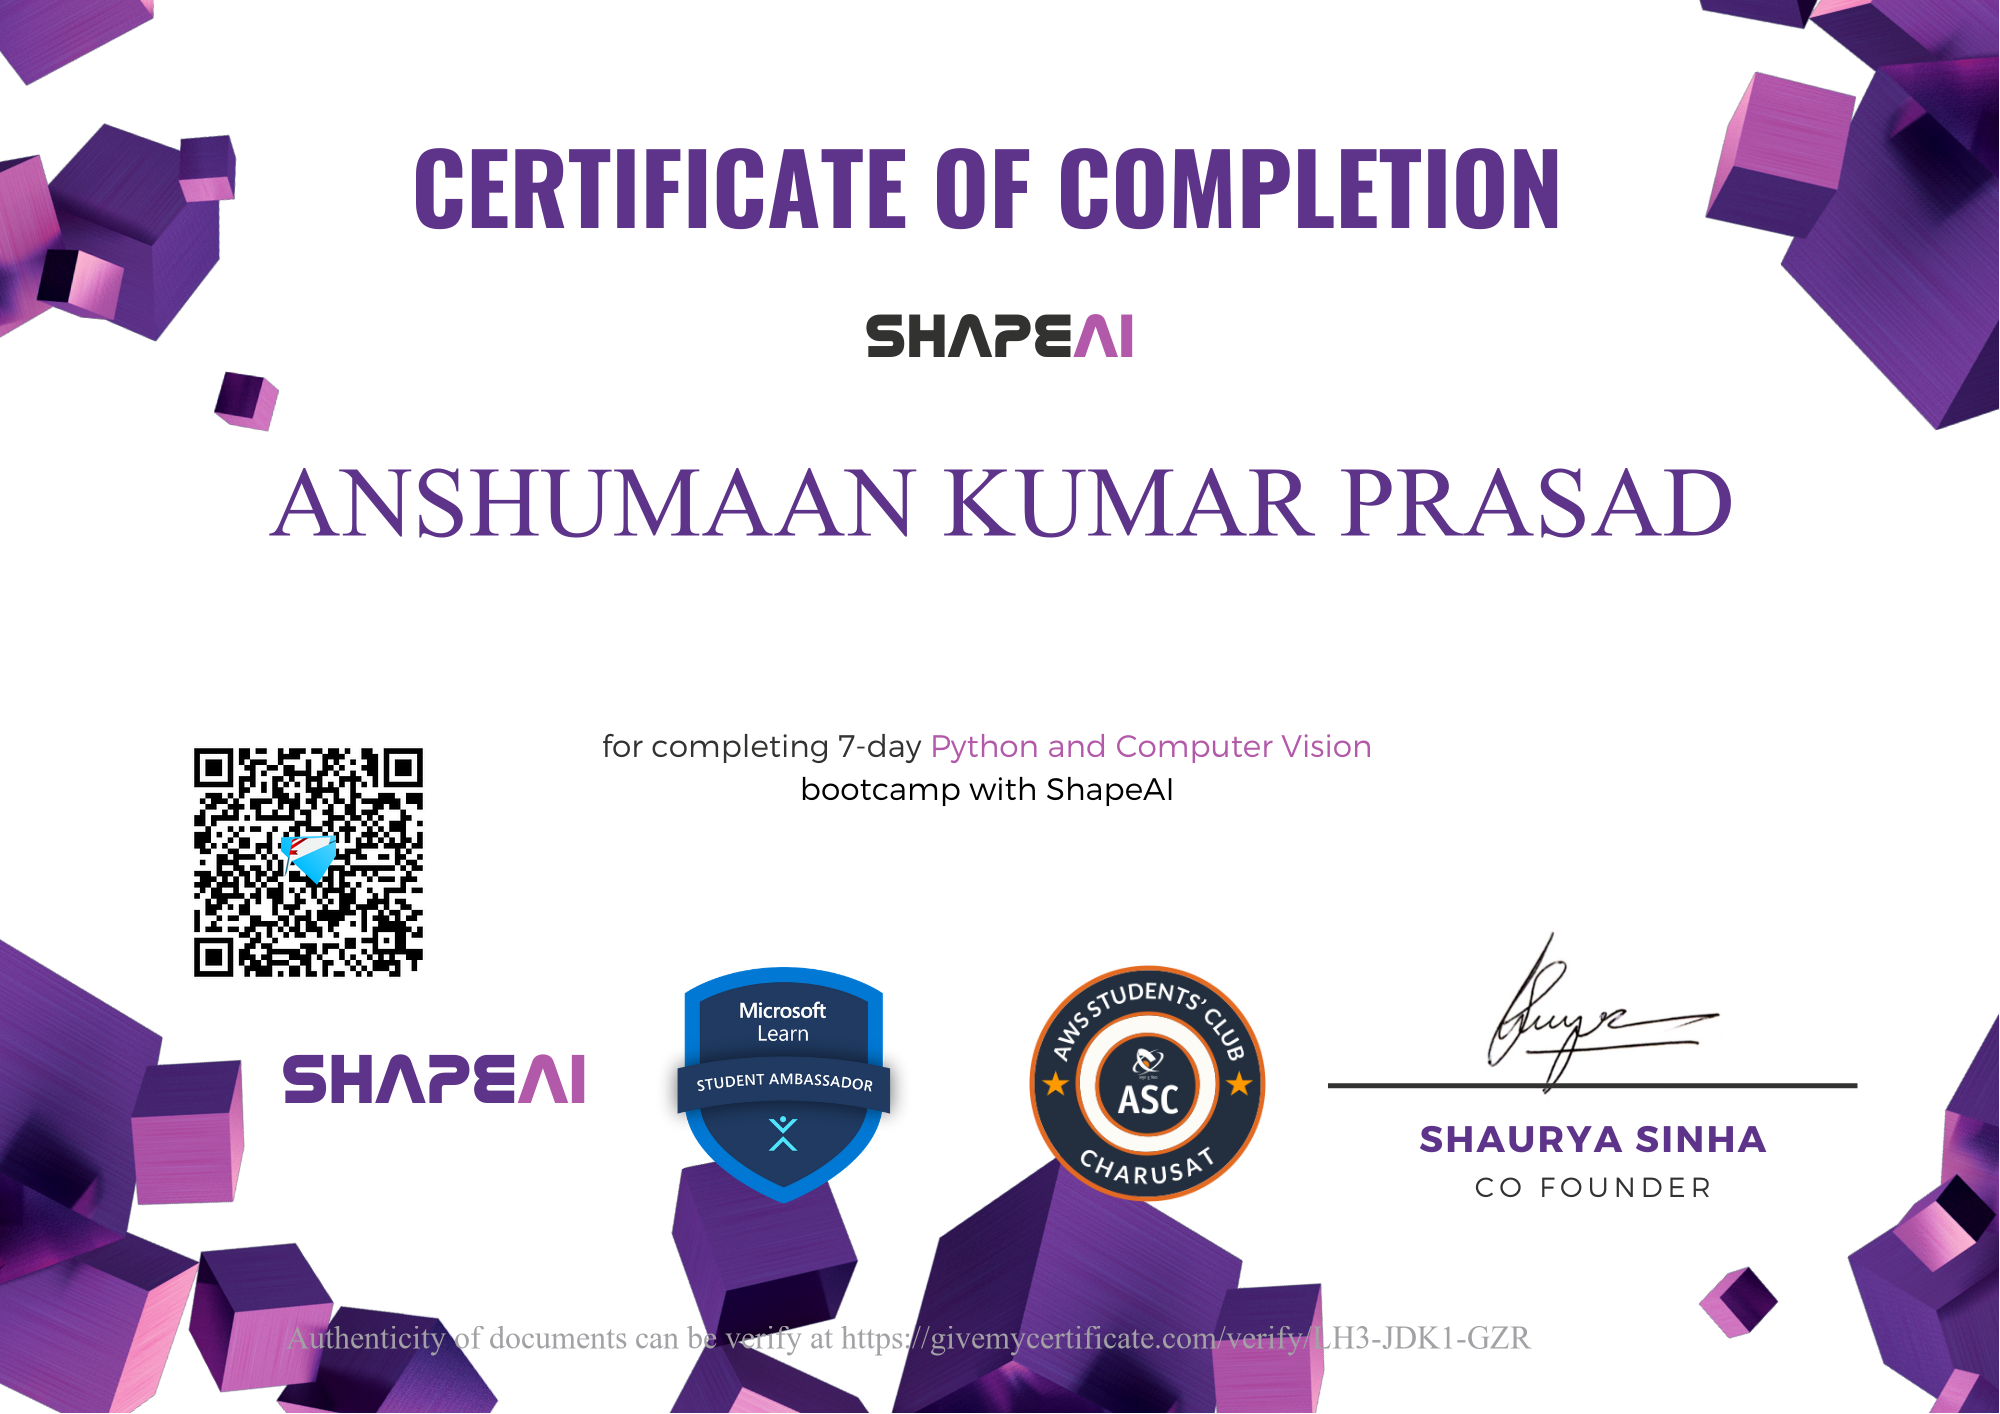 CERTIFICATE OF COMPLETION
SHAPEAI
ANSHUMAAN KUMAR PRASAD
for completing 7-day Python and Computer Vision
bootcamp with ShapeAI
SHAPEAI
Microsoft
Learn
STUDENT AMBASSADOR
AWS STUDENTS' CLUB
ASC
CHARUSAT
SHAURYA SINHA
CO FOUNDER
Authenticity of documents can be verify at https://givemycertificate.com/verify/LH3-JDK1-GZR